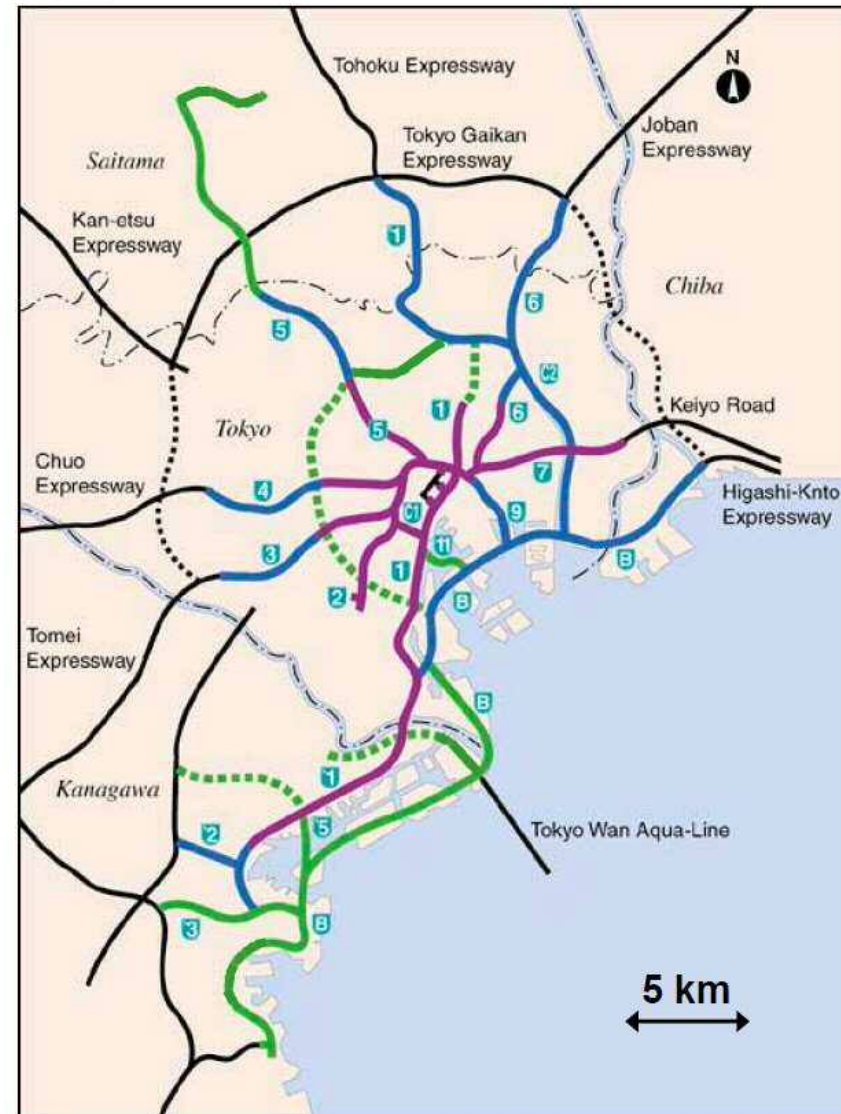 Tohoku Expressway
N
Tokyo Gaikan
Expressway
Joban
Expressway
Saitama
Kan-etsu
Expressway
1
6
Chiba
5
C2
1
6
Keiyo Road
Tokyo
5
7
Chuo
Expressway
4
C1
9
Higashi-Knto
Expressway
3
11
1
B
2
B
Tomei
Expressway
B
1
Kanagawa
5
2
Tokyo Wan Aqua-Line
3
B
5 km